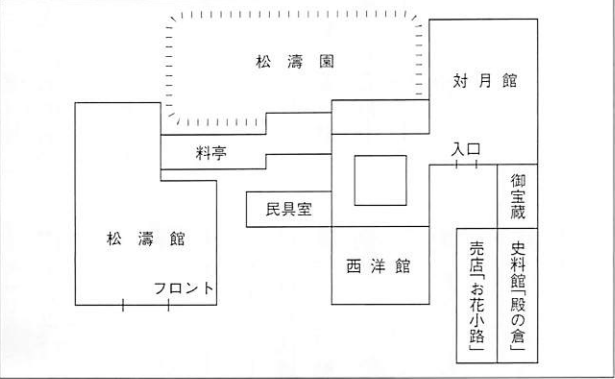 松濤園
対月館
入口
料亭
御宝蔵
民具室
松濤館
西洋館
フロント
売店「お花小路」
史料館「殿の倉」